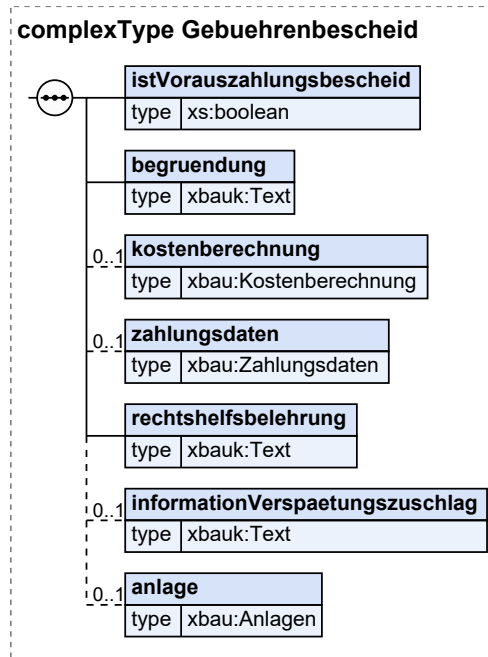 complexType Gebuehrenbescheid
istVorauszahlungsbescheid
type xs:boolean
begruendung
type xbauk:Text
0..1 kostenberechnung
type xbau:Kostenberechnung
0..1 zahlungsdaten
type xbau:Zahlungsdaten
rechtshelfsbelehrung
type xbauk:Text
0..1 informationVerspaetungszuschlag
type xbauk:Text
0..1 anlage
type xbau:Anlagen